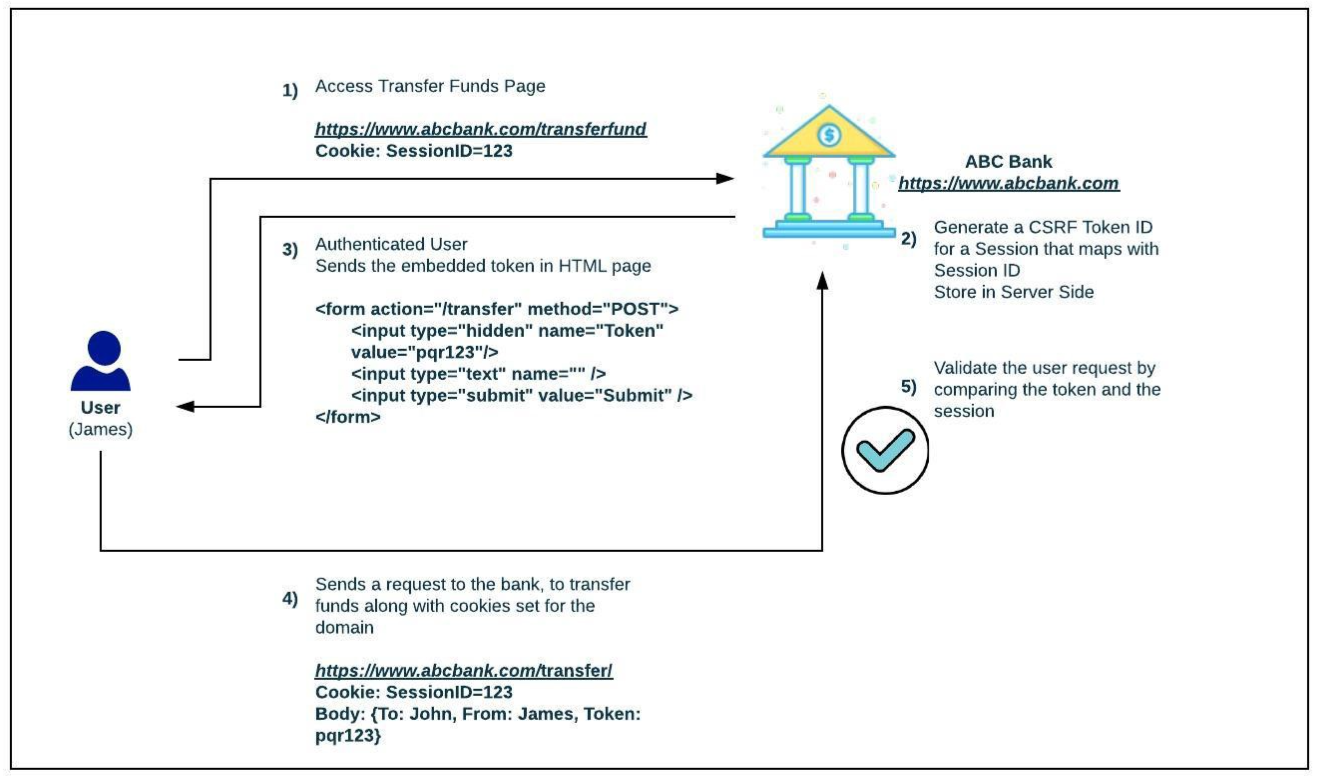 1) Access Transfer Funds Page
https://www.abcbank.com/transferfund
Cookie: SessionID=123
$
ABC Bank
https://www.abcbank.com
2) Generate a CSRF Token ID
for a Session that maps with
Session ID
Store in Server Side
3) Authenticated User
Sends the embedded token in HTML page
<form action="/transfer" method="POST">
<input type="hidden" name="Token"
value="pqr123"/>
<input type="text" name="" />
<input type="submit" value="Submit" />
</form>
User
(James)
4) Sends a request to the bank, to transfer
funds along with cookies set for the
domain
https://www.abcbank.com/transfer/
Cookie: SessionID=123
Body: {To: John, From: James, Token:
pqr123}
5) Validate the user request by
comparing the token and the
session